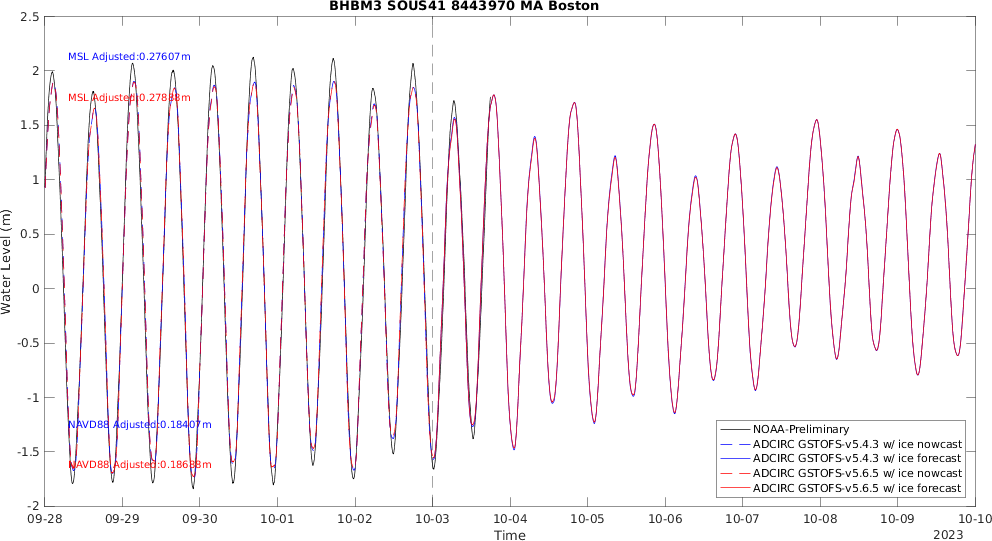 BHBM3 SOUS41 8443970 MA Boston
2.5
2
1.5
1
0.5
0
-0.5
-1
-1.5
-2
Water Level (m)
MSL Adjusted:0.27607m
MSL Adjusted:0.27838m
NAVD88 Adjusted:0.18407m
NAVD88 Adjusted:0.18638m
NOAA-Preliminary
ADCIRC GSTOFS-v5.4.3 w/ ice nowcast
ADCIRC GSTOFS-v5.4.3 w/ ice forecast
ADCIRC GSTOFS-v5.6.5 w/ ice nowcast
ADCIRC GSTOFS-v5.6.5 w/ ice forecast
09-28 09-29 09-30 10-01 10-02 10-03 10-04 10-05 10-06 10-07 10-08 10-09 10-10
Time
2023